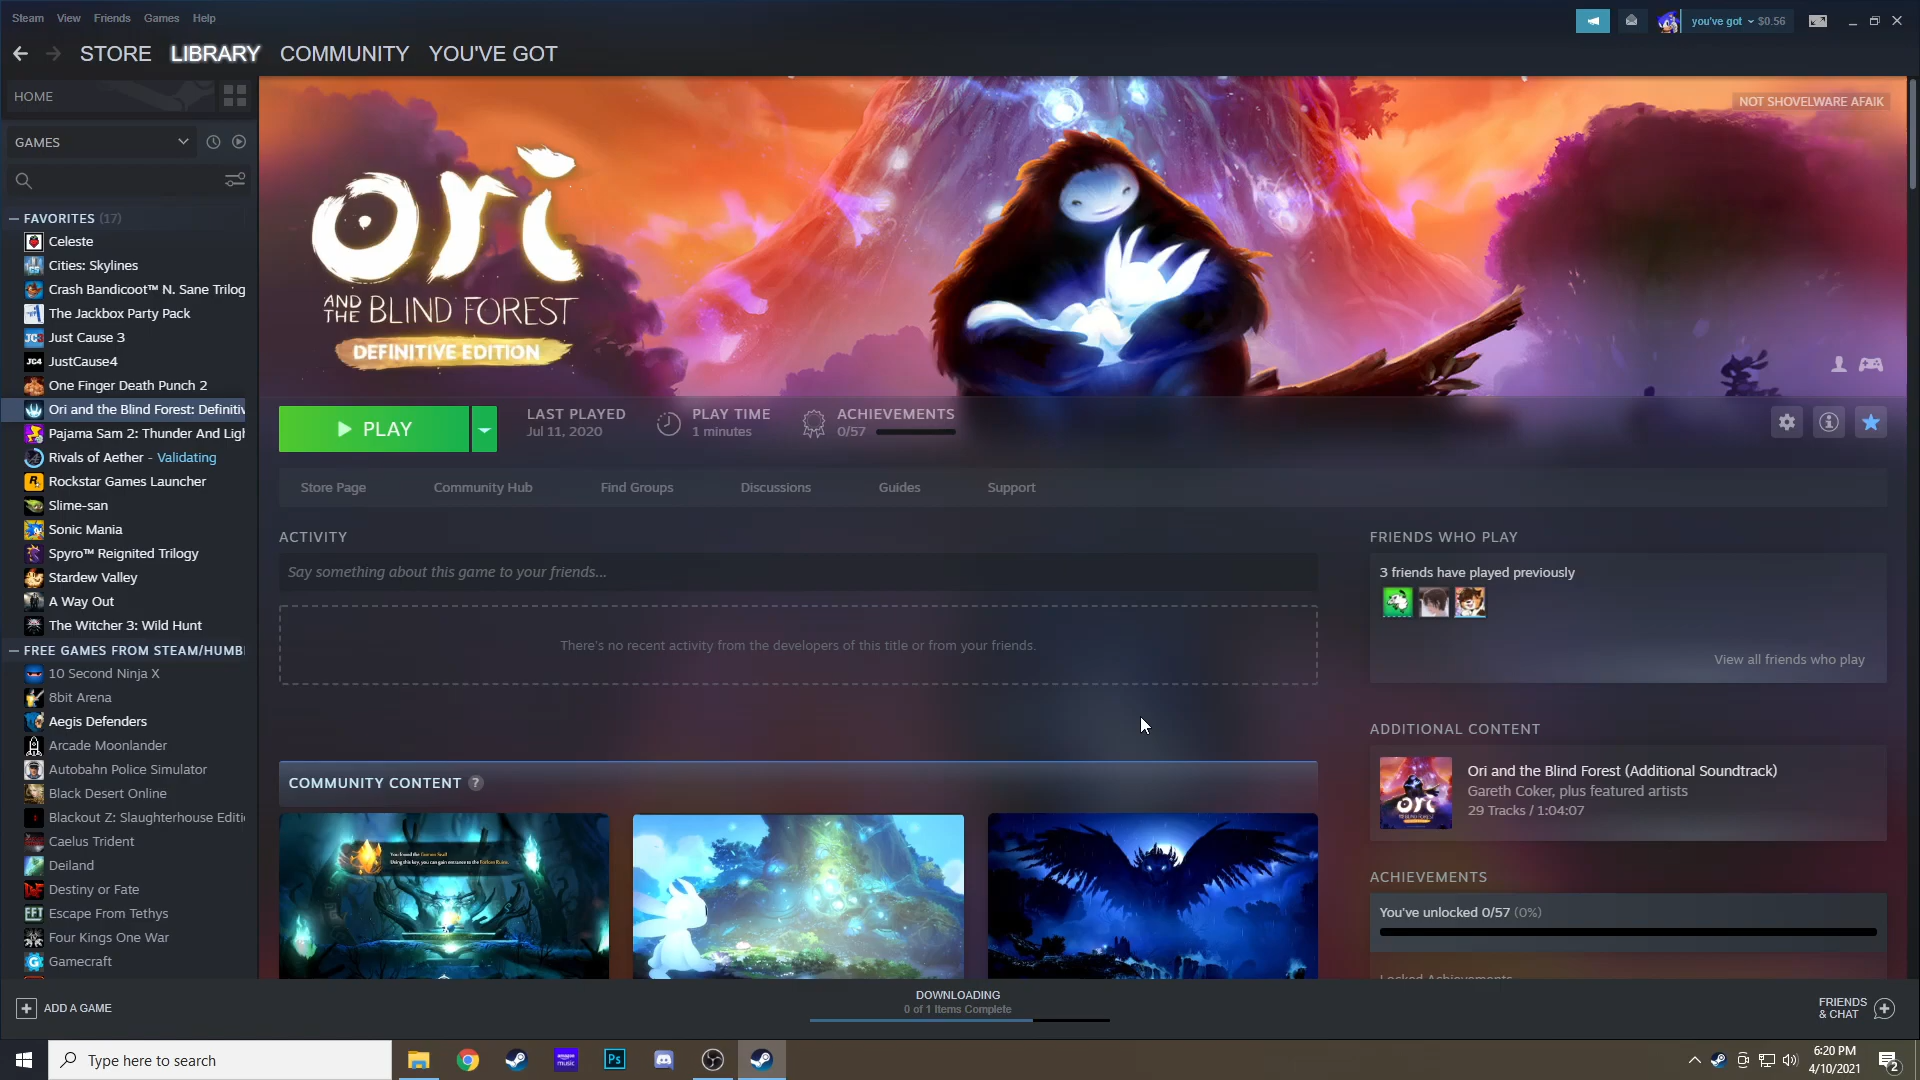 Steam View Friends Games Help
you've got $0.56
STORE LIBRARY COMMUNITY YOU'VE GOT
HOME
NOT SHOVELWARE AFAIK
GAMES
FAVORITES (17)
Celeste
Cities: Skylines
Crash Bandicoot™ N. Sane Trilog
The Jackbox Party Pack
Just Cause 3
JustCause4
One Finger Death Punch 2
Ori and the Blind Forest: Definitiv
Pajama Sam 2: Thunder And Ligh
Rivals of Aether - Validating
Rockstar Games Launcher
Slime-san
Sonic Mania
Spyro™ Reignited Trilogy
Stardew Valley
A Way Out
The Witcher 3: Wild Hunt
FREE GAMES FROM STEAM/HUMB
10 Second Ninja X
8bit Arena
Aegis Defenders
Arcade Moonlander
Autobahn Police Simulator
Black Desert Online
Blackout Z: Slaughterhouse Editi
Caelus Trident
Deiland
Destiny or Fate
Escape From Tethys
Four Kings One War
Gamecraft
ori
AND THE BLIND FOREST
DEFINITIVE EDITION
PLAY
LAST PLAYED
Jul 11, 2020
PLAY TIME
1 minutes
ACHIEVEMENTS
0/57
Store Page Community Hub Find Groups Discussions Guides Support
ACTIVITY
Say something about this game to your friends...
There's no recent activity from the developers of this title or from your friends.
COMMUNITY CONTENT ?
FRIENDS WHO PLAY
3 friends have played previously
View all friends who play
ADDITIONAL CONTENT
ori
Ori and the Blind Forest (Additional Soundtrack)
Gareth Coker, plus featured artists
29 Tracks / 1:04:07
ACHIEVEMENTS
You've unlocked 0/57 (0%)
Locked Achievements
ADD A GAME
DOWNLOADING
0 of 1 Items Complete
FRIENDS
& CHAT
Type here to search
amazon music
Ps
6:20 PM
4/10/2021
2